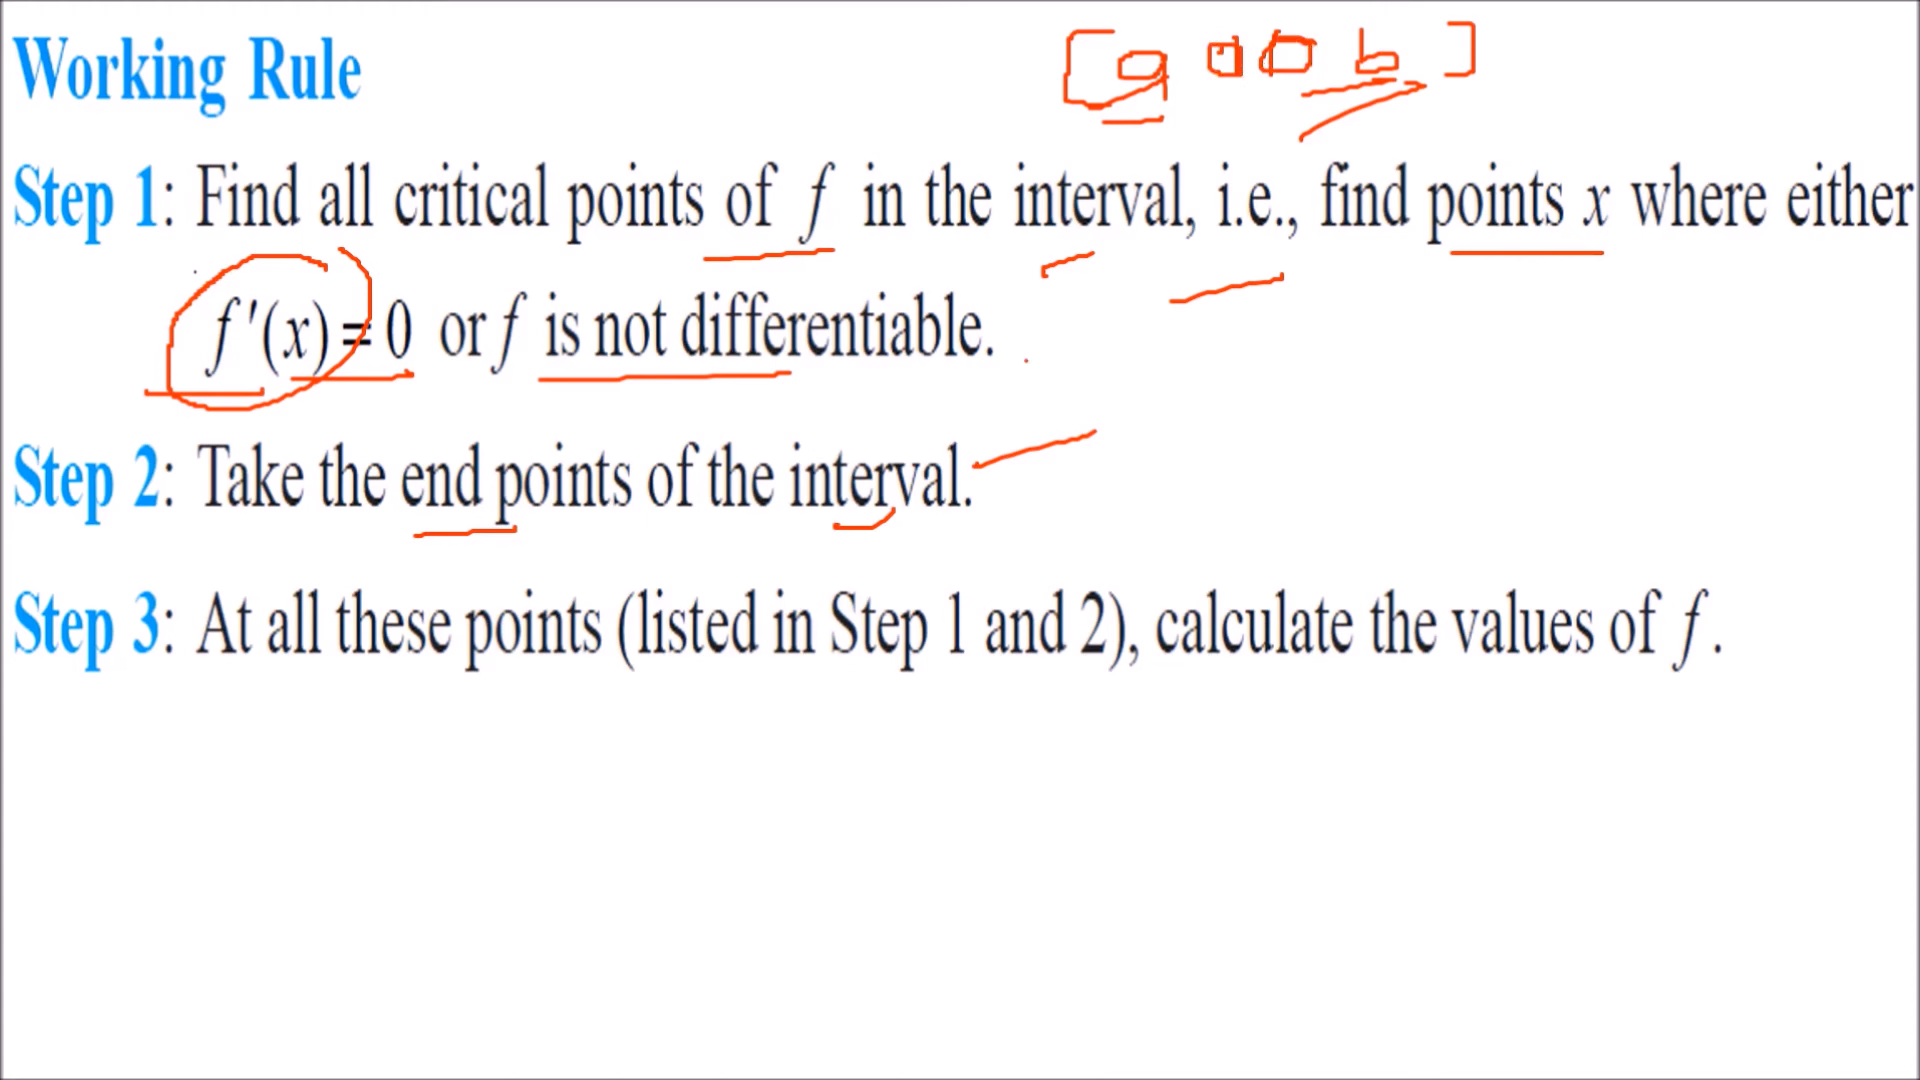 Working Rule
[a b]
Step 1: Find all critical points of f in the interval, i.e., find points x where either
f′(x) = 0 or f is not differentiable.
Step 2: Take the end points of the interval.
Step 3: At all these points (listed in Step 1 and 2), calculate the values of f.